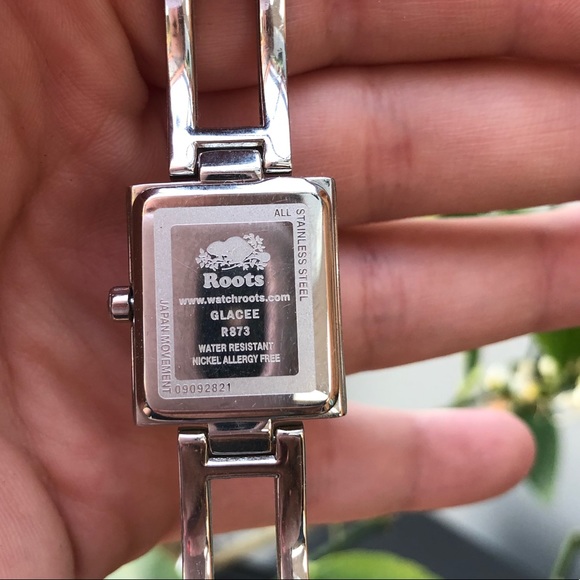 ALL
STAINLESS STEEL
Roots
www.watchroots.com
GLACEE
R873
WATER RESISTANT
NICKEL ALLERGY FREE
JAPAN MOVEMENT
09092821